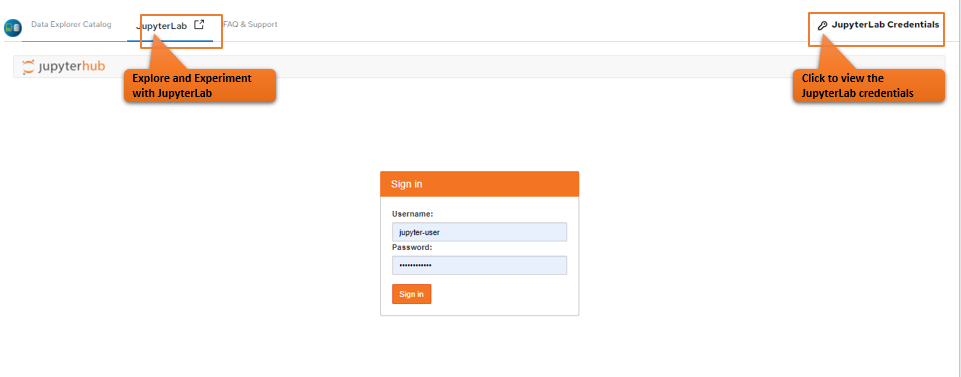 Data Explorer Catalog
JupyterLab
FAQ & Support
JupyterLab Credentials
jupyterhub
Explore and Experiment
with JupyterLab
Click to view the
JupyterLab credentials
Sign in
Username:
jupyter-user
Password:
••••••••••••
Sign in